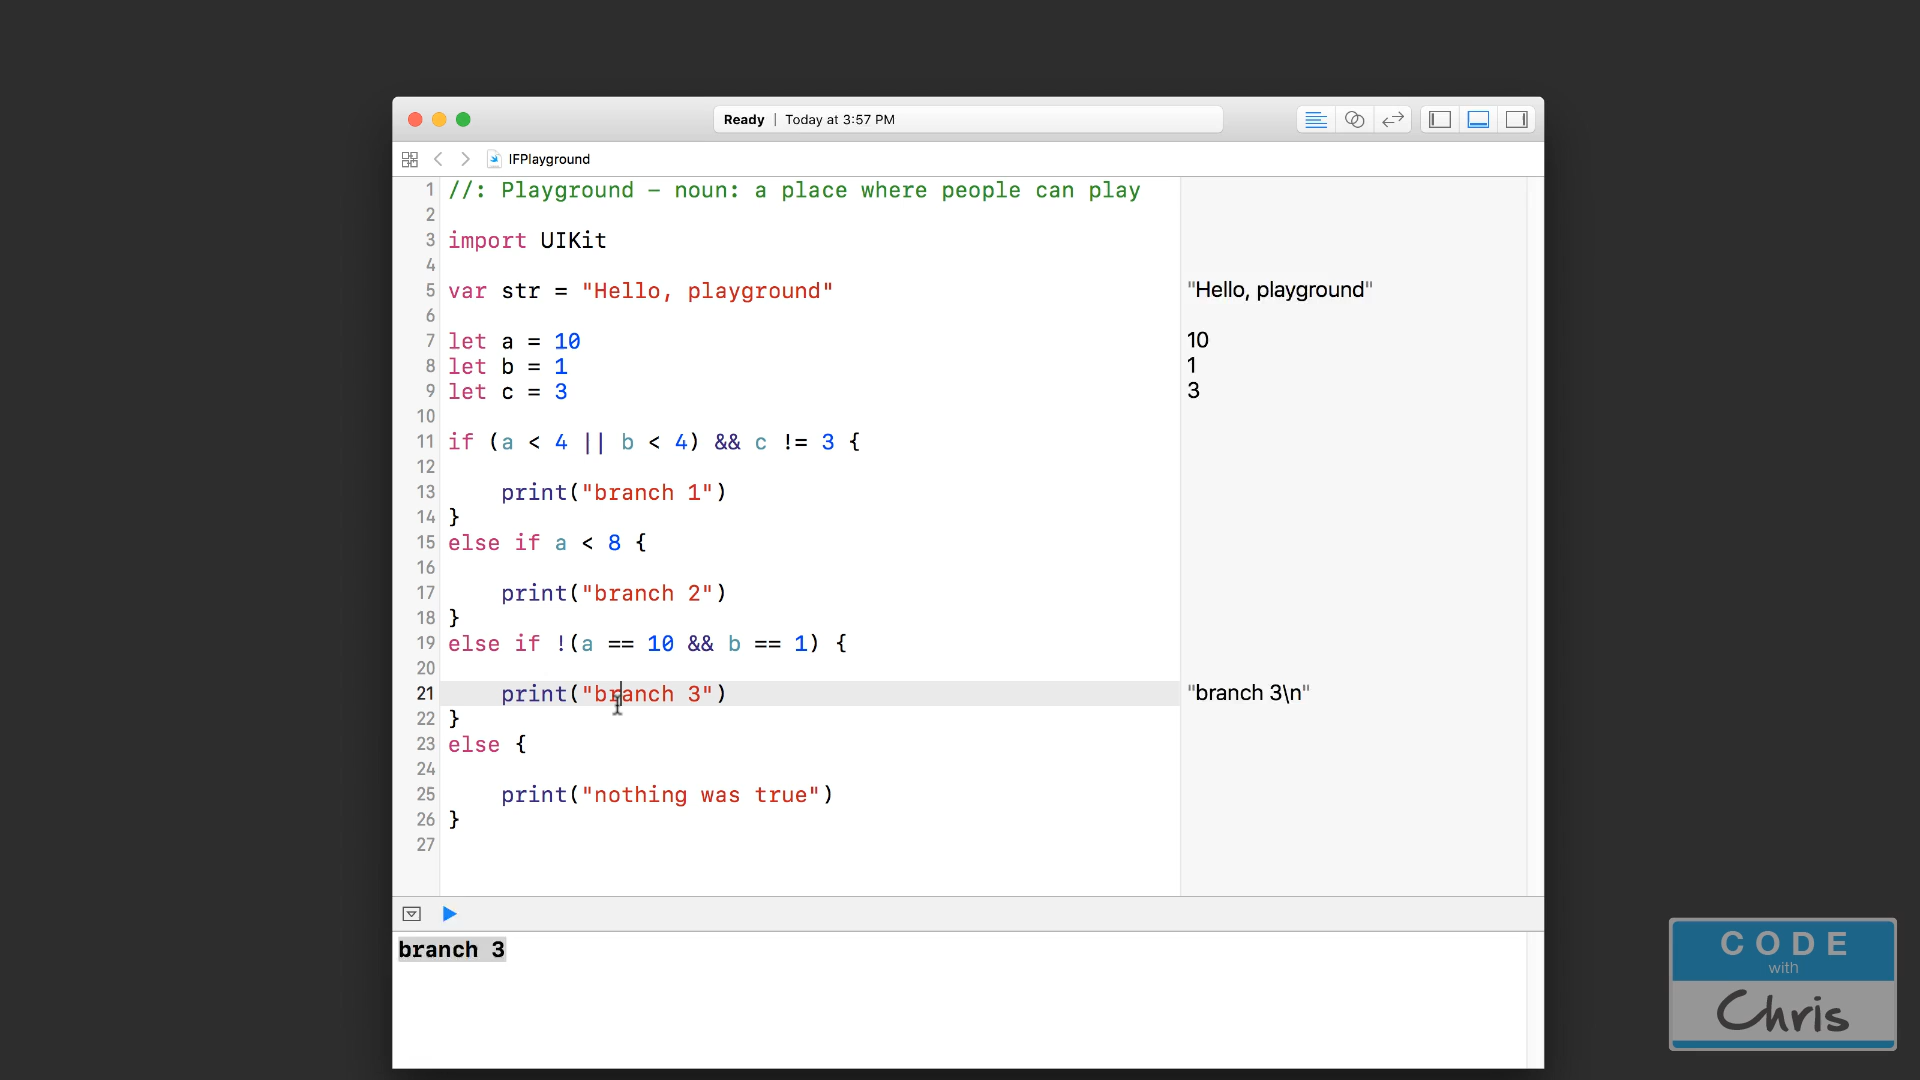 Ready | Today at 3:57 PM
IFPlayground
1 //: Playground - noun: a place where people can play
2
3 import UIKit
4
5 var str = "Hello, playground" "Hello, playground"
6
7 let a = 10 10
8 let b = 1 1
9 let c = 3 3
10
11 if (a < 4 || b < 4) && c != 3 {
12
13 print("branch 1")
14 }
15 else if a < 8 {
16
17 print("branch 2")
18 }
19 else if !(a == 10 && b == 1) {
20
21 print("branch 3") "branch 3\n"
22 }
23 else {
24
25 print("nothing was true")
26 }
27
branch 3
CODE
with
Chris